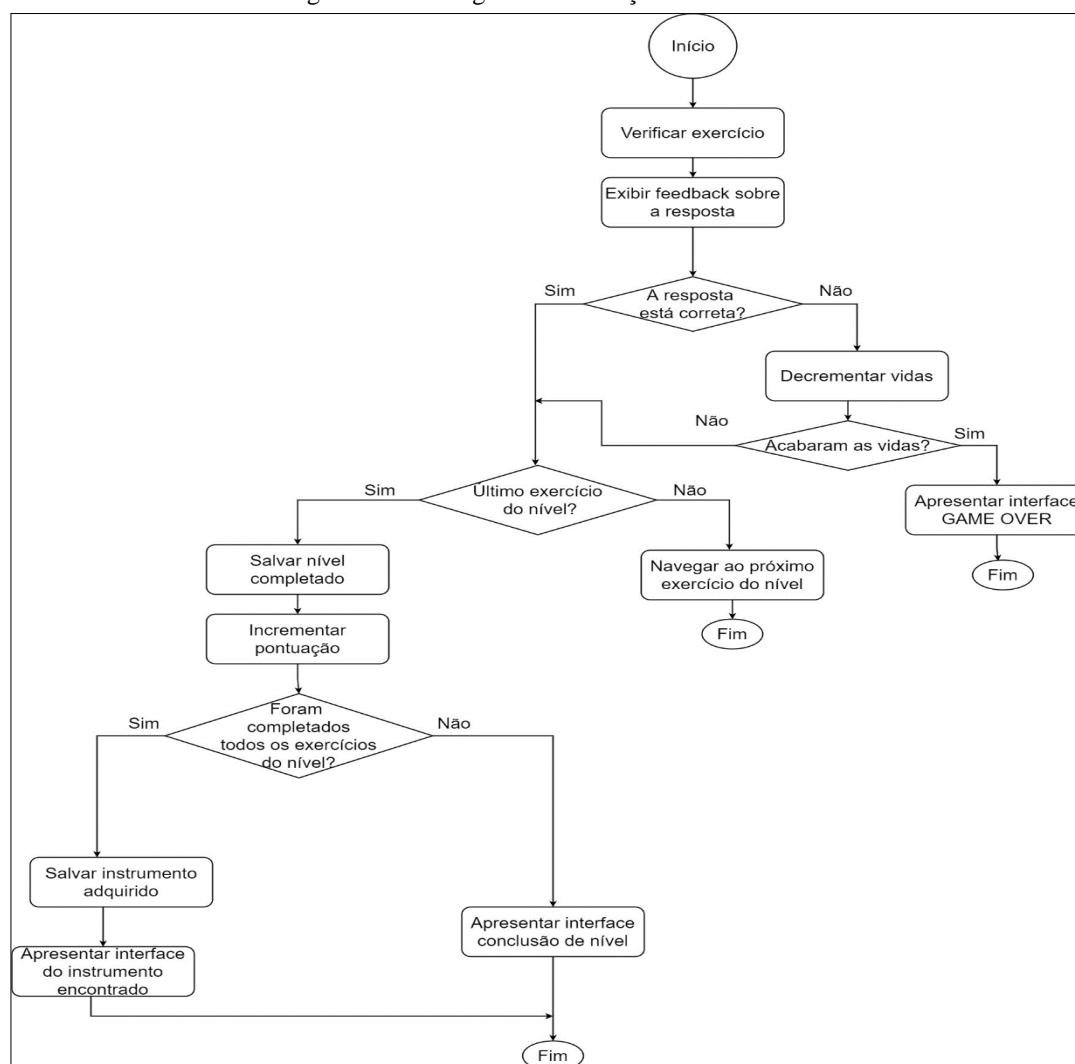 Início
Verificar exercício
Exibir feedback sobre
a resposta
A resposta
está correta?
Sim
Não
Decrementar vidas
Não
Acabaram as vidas?
Sim
Apresentar interface
GAME OVER
Fim
Último exercício
do nível?
Sim
Não
Salvar nível
completado
Navegar ao próximo
exercício do nível
Fim
Incrementar
pontuação
Foram
completados
todos os exercícios
do nível?
Sim
Não
Salvar instrumento
adquirido
Apresentar interface
do instrumento
encontrado
Apresentar interface
conclusão de nível
Fim